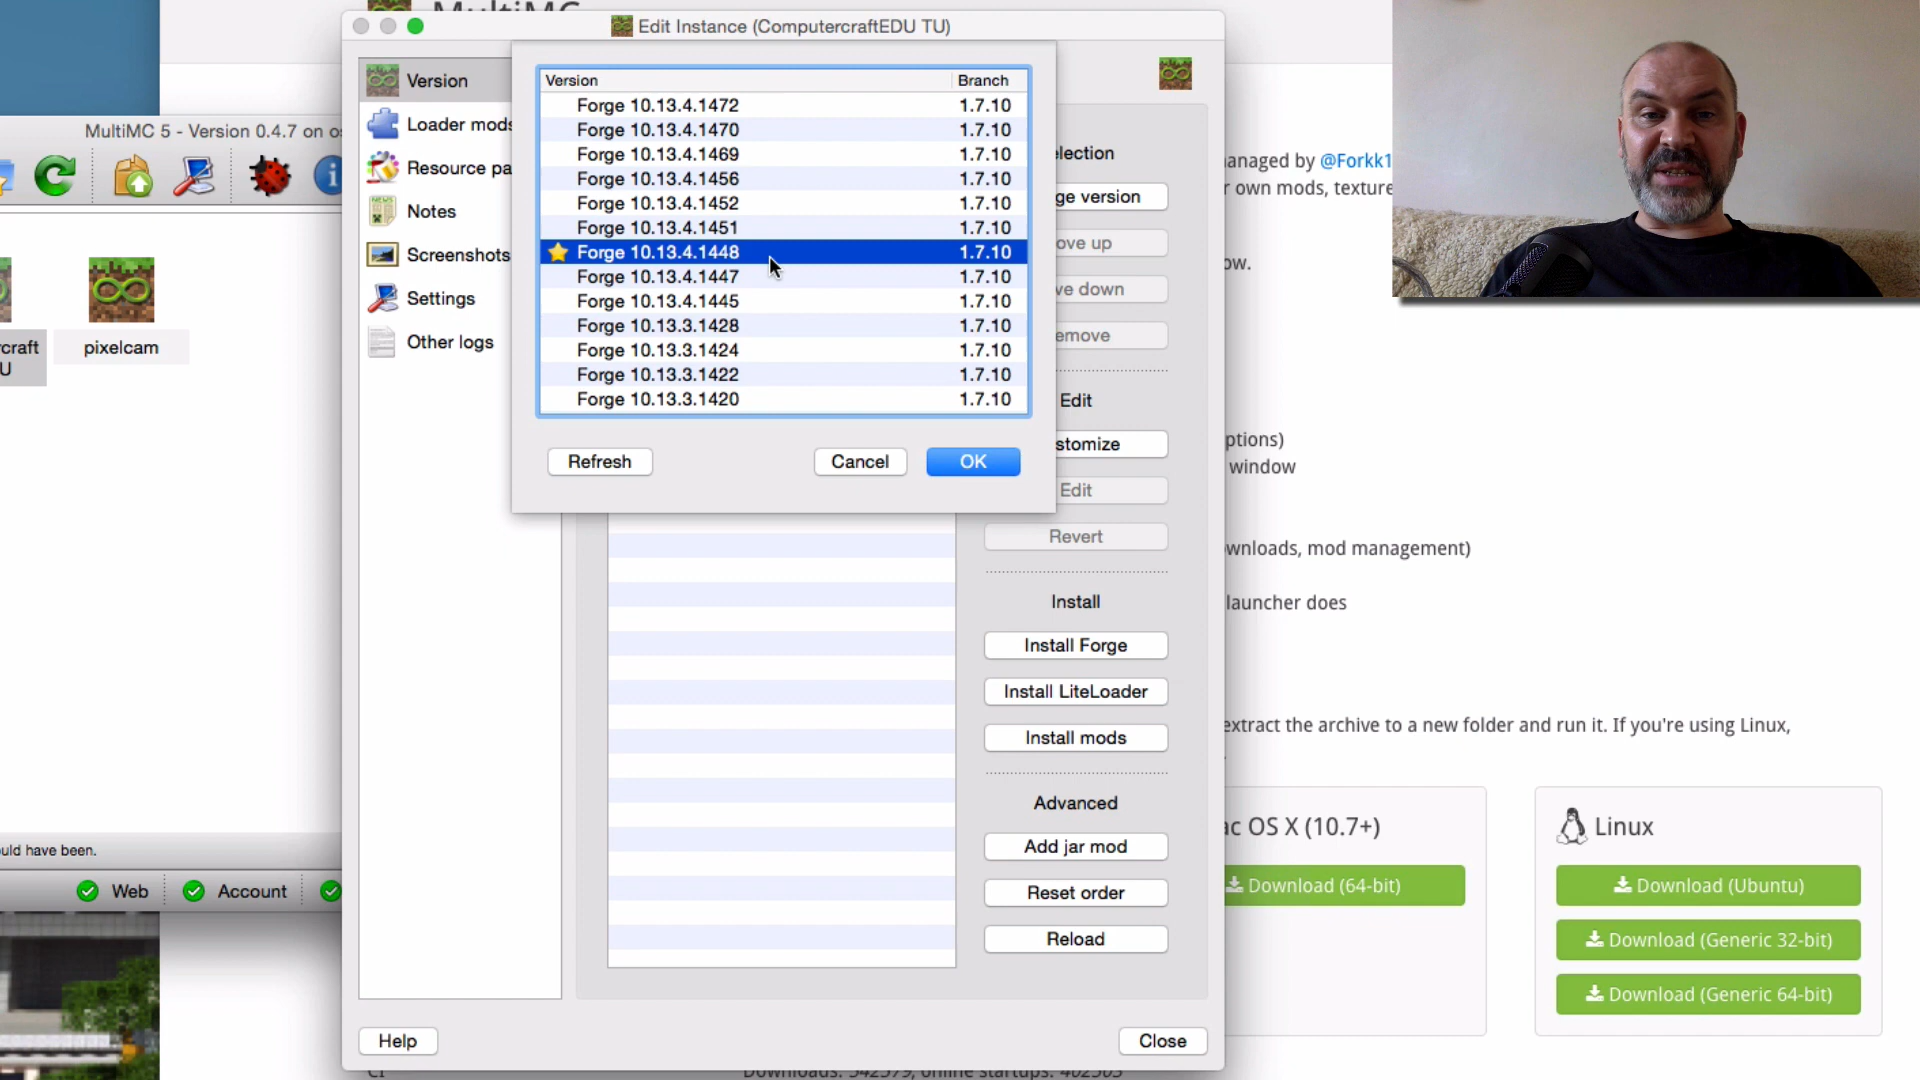 MultiMC
Edit Instance (ComputercraftEDU TU)
MultiMC 5 - Version 0.4.7 on os
craft
U
pixelcam
uld have been.
Web
Account
Version
Loader mods
Resource pa
Notes
Screenshots
Settings
Other logs
Version Branch
Forge 10.13.4.1472 1.7.10
Forge 10.13.4.1470 1.7.10
Forge 10.13.4.1469 1.7.10
Forge 10.13.4.1456 1.7.10
Forge 10.13.4.1452 1.7.10
Forge 10.13.4.1451 1.7.10
Forge 10.13.4.1448 1.7.10
Forge 10.13.4.1447 1.7.10
Forge 10.13.4.1445 1.7.10
Forge 10.13.3.1428 1.7.10
Forge 10.13.3.1424 1.7.10
Forge 10.13.3.1422 1.7.10
Forge 10.13.3.1420 1.7.10
Refresh
Cancel
OK
election
ge version
ove up
ve down
emove
Edit
stomize
Edit
Revert
Install
Install Forge
Install LiteLoader
Install mods
Advanced
Add jar mod
Reset order
Reload
Help
Close
anaged by @Forkk1
r own mods, texture
ow.
ptions)
window
wnloads, mod management)
launcher does
extract the archive to a new folder and run it. If you're using Linux,
ac OS X (10.7+)
Download (64-bit)
Linux
Download (Ubuntu)
Download (Generic 32-bit)
Download (Generic 64-bit)